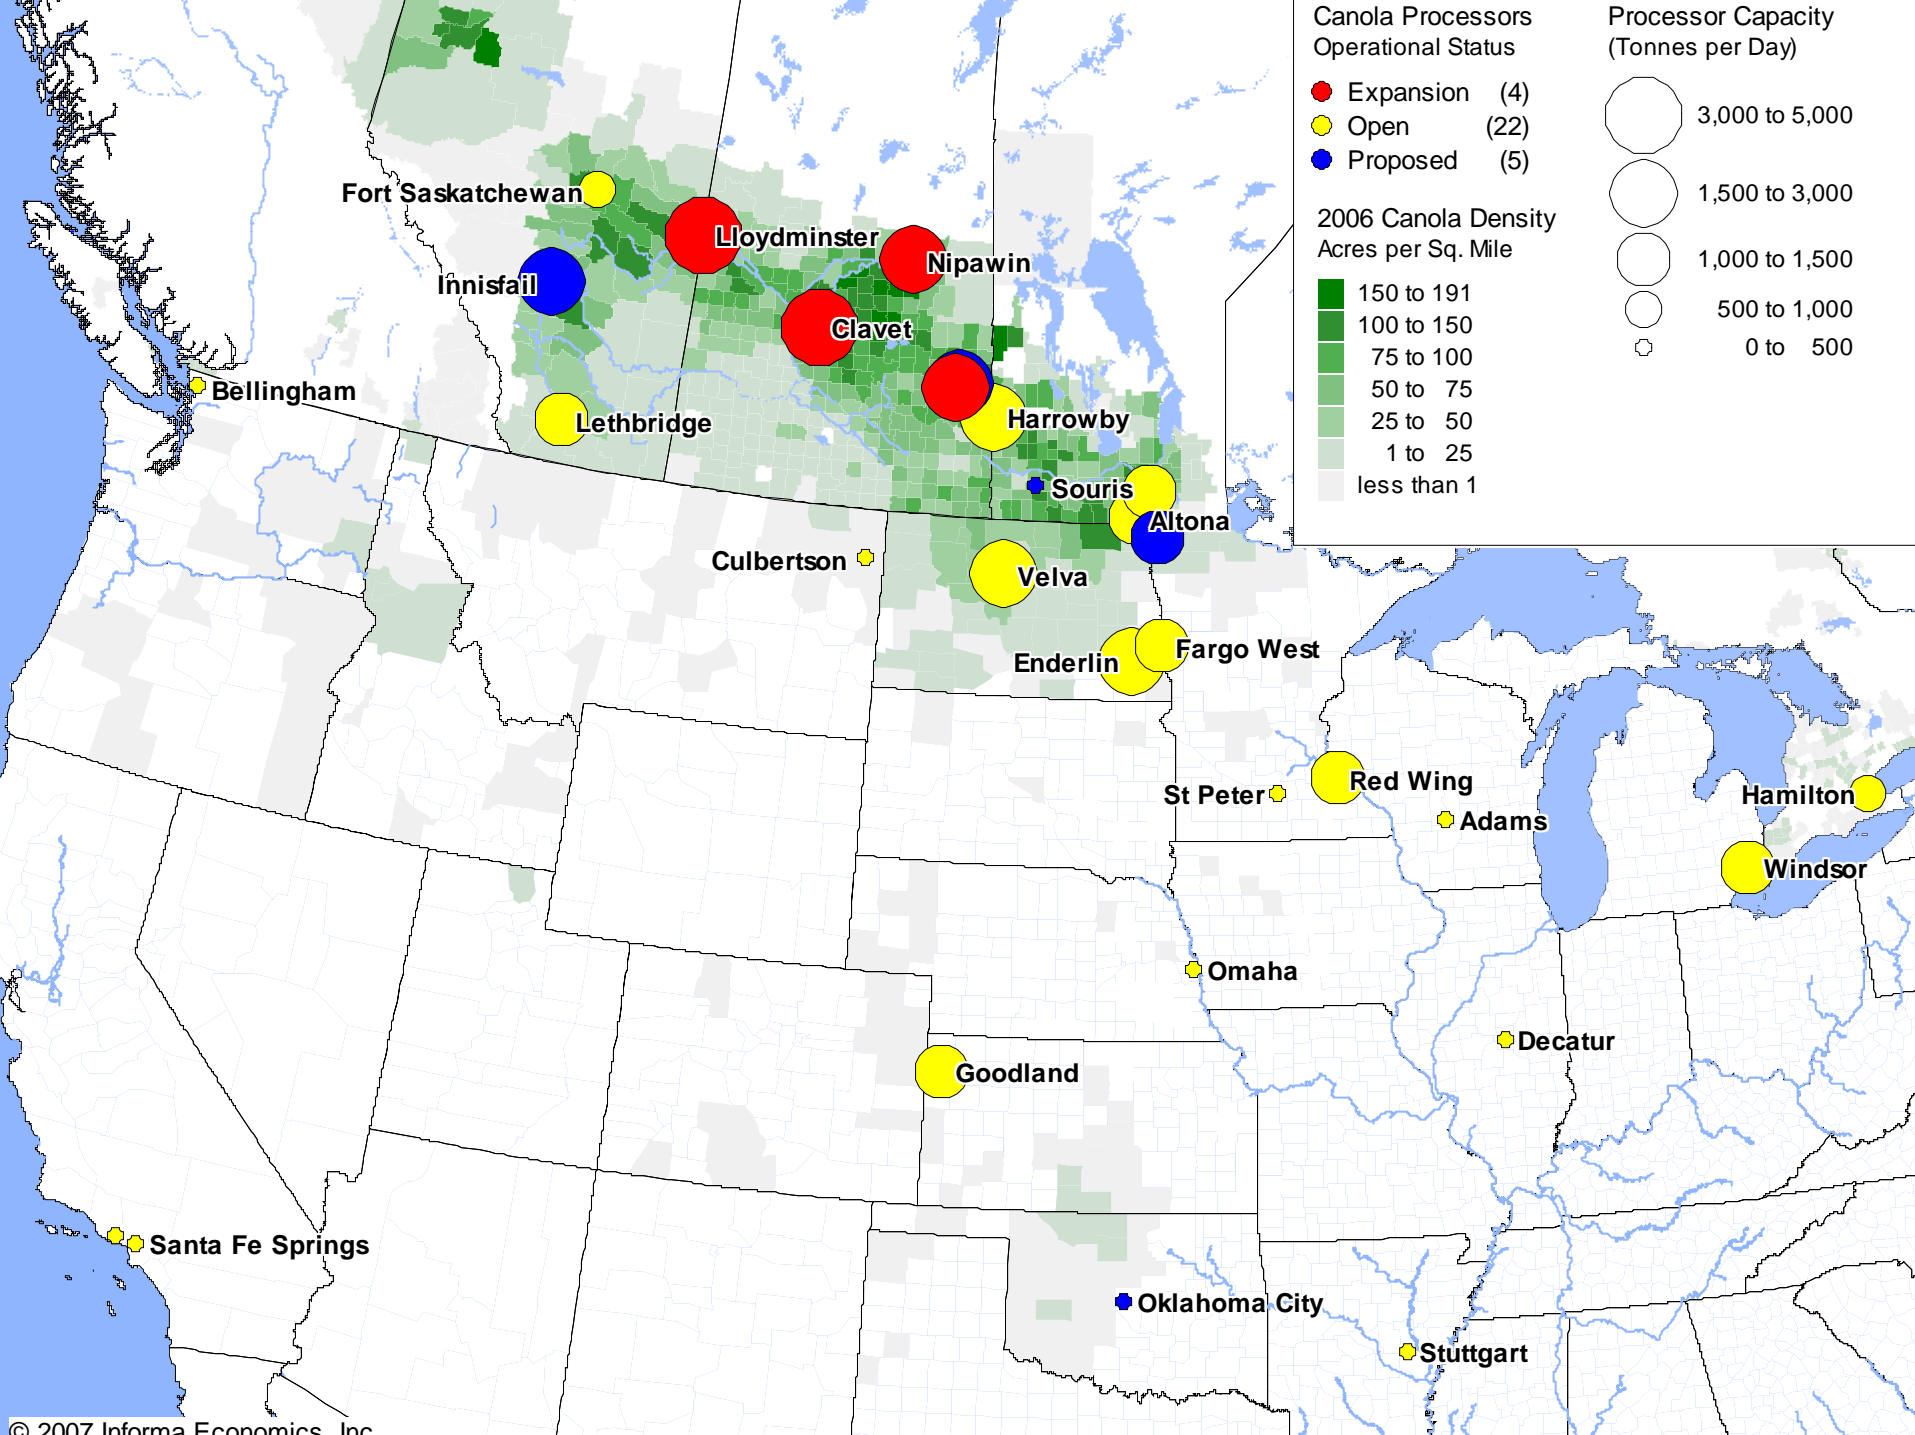 Canola Processors
Operational Status
Expansion (4)
Open (22)
Proposed (5)
2006 Canola Density
Acres per Sq. Mile
150 to 191
100 to 150
75 to 100
50 to 75
25 to 50
1 to 25
less than 1
Processor Capacity
(Tonnes per Day)
3,000 to 5,000
1,500 to 3,000
1,000 to 1,500
500 to 1,000
0 to 500
Fort Saskatchewan
Lloydminster
Nipawin
Innisfail
Clavet
Bellingham
Lethbridge
Harrowby
Souris
Altona
Culbertson
Velva
Enderlin
Fargo West
St Peter
Red Wing
Adams
Hamilton
Windsor
Omaha
Decatur
Goodland
Santa Fe Springs
Oklahoma City
Stuttgart
© 2007 Informa Economics, Inc